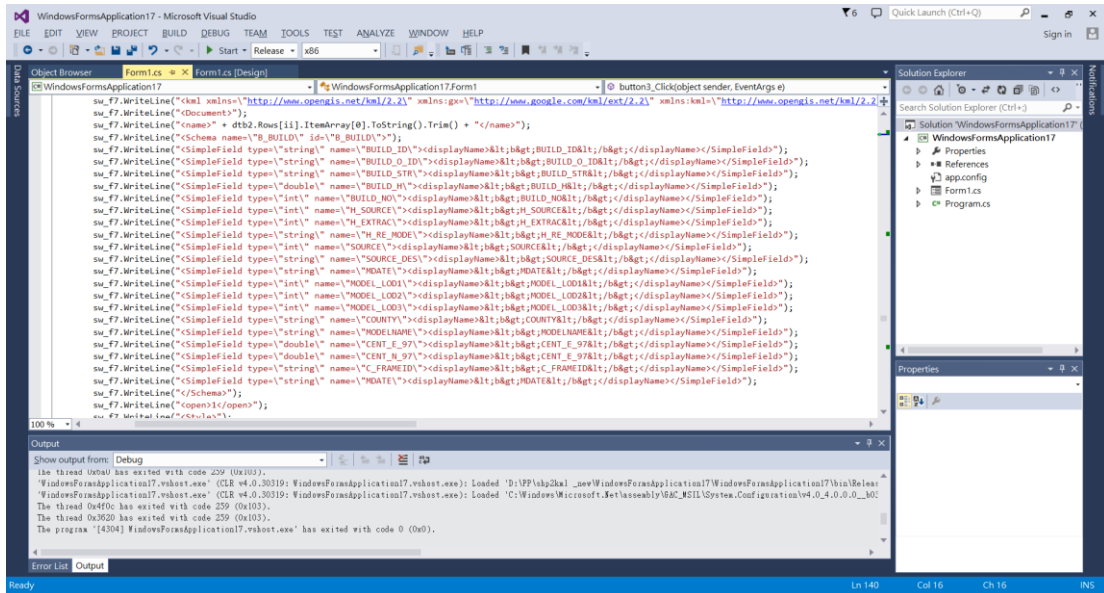 WindowsFormsApplication17 - Microsoft Visual Studio
6
Quick Launch (Ctrl+Q)
FILE EDIT VIEW PROJECT BUILD DEBUG TEAM TOOLS TEST ANALYZE WINDOW HELP
Sign in
Start Release x86
Data Sources
Object Browser Form1.cs Form1.cs [Design]
WindowsFormsApplication17 WindowsFormsApplication17.Form1 button3_Click(object sender, EventArgs e)
sw_f7.WriteLine("<kml xmlns=\"http://www.opengis.net/kml/2.2\" xmlns:gx=\"http://www.google.com/kml/ext/2.2\" xmlns:kml=\"http://www.opengis.net/kml/2.2
sw_f7.WriteLine("<Document>");
sw_f7.WriteLine("<name>" + dtb2.Rows[ii].ItemArray[0].ToString().Trim() + "</name>");
sw_f7.WriteLine("<Schema name=\"B_BUILD\" id=\"B_BUILD\">");
sw_f7.WriteLine("<SimpleField type=\"string\" name=\"BUILD_ID\"><displayName>&lt;b&gt;BUILD_ID&lt;/b&gt;</displayName></SimpleField>");
sw_f7.WriteLine("<SimpleField type=\"string\" name=\"BUILD_O_ID\"><displayName>&lt;b&gt;BUILD_O_ID&lt;/b&gt;</displayName></SimpleField>");
sw_f7.WriteLine("<SimpleField type=\"string\" name=\"BUILD_STR\"><displayName>&lt;b&gt;BUILD_STR&lt;/b&gt;</displayName></SimpleField>");
sw_f7.WriteLine("<SimpleField type=\"double\" name=\"BUILD_H\"><displayName>&lt;b&gt;BUILD_H&lt;/b&gt;</displayName></SimpleField>");
sw_f7.WriteLine("<SimpleField type=\"int\" name=\"BUILD_NO\"><displayName>&lt;b&gt;BUILD_NO&lt;/b&gt;</displayName></SimpleField>");
sw_f7.WriteLine("<SimpleField type=\"int\" name=\"H_SOURCE\"><displayName>&lt;b&gt;H_SOURCE&lt;/b&gt;</displayName></SimpleField>");
sw_f7.WriteLine("<SimpleField type=\"int\" name=\"H_EXTRAC\"><displayName>&lt;b&gt;H_EXTRAC&lt;/b&gt;</displayName></SimpleField>");
sw_f7.WriteLine("<SimpleField type=\"string\" name=\"H_RE_MODE\"><displayName>&lt;b&gt;H_RE_MODE&lt;/b&gt;</displayName></SimpleField>");
sw_f7.WriteLine("<SimpleField type=\"int\" name=\"SOURCE\"><displayName>&lt;b&gt;SOURCE&lt;/b&gt;</displayName></SimpleField>");
sw_f7.WriteLine("<SimpleField type=\"string\" name=\"SOURCE_DES\"><displayName>&lt;b&gt;SOURCE_DES&lt;/b&gt;</displayName></SimpleField>");
sw_f7.WriteLine("<SimpleField type=\"string\" name=\"MDATE\"><displayName>&lt;b&gt;MDATE&lt;/b&gt;</displayName></SimpleField>");
sw_f7.WriteLine("<SimpleField type=\"int\" name=\"MODEL_LOD1\"><displayName>&lt;b&gt;MODEL_LOD1&lt;/b&gt;</displayName></SimpleField>");
sw_f7.WriteLine("<SimpleField type=\"int\" name=\"MODEL_LOD2\"><displayName>&lt;b&gt;MODEL_LOD2&lt;/b&gt;</displayName></SimpleField>");
sw_f7.WriteLine("<SimpleField type=\"int\" name=\"MODEL_LOD3\"><displayName>&lt;b&gt;MODEL_LOD3&lt;/b&gt;</displayName></SimpleField>");
sw_f7.WriteLine("<SimpleField type=\"string\" name=\"COUNTY\"><displayName>&lt;b&gt;COUNTY&lt;/b&gt;</displayName></SimpleField>");
sw_f7.WriteLine("<SimpleField type=\"string\" name=\"MODELNAME\"><displayName>&lt;b&gt;MODELNAME&lt;/b&gt;</displayName></SimpleField>");
sw_f7.WriteLine("<SimpleField type=\"double\" name=\"CENT_E_97\"><displayName>&lt;b&gt;CENT_E_97&lt;/b&gt;</displayName></SimpleField>");
sw_f7.WriteLine("<SimpleField type=\"double\" name=\"CENT_N_97\"><displayName>&lt;b&gt;CENT_E_97&lt;/b&gt;</displayName></SimpleField>");
sw_f7.WriteLine("<SimpleField type=\"string\" name=\"C_FRAMEID\"><displayName>&lt;b&gt;C_FRAMEID&lt;/b&gt;</displayName></SimpleField>");
sw_f7.WriteLine("<SimpleField type=\"string\" name=\"MDATE\"><displayName>&lt;b&gt;MDATE&lt;/b&gt;</displayName></SimpleField>");
sw_f7.WriteLine("</Schema>");
sw_f7.WriteLine("<open>1</open>");
sw_f7.WriteLine("<Style>");
100 %
Output
Show output from: Debug
The thread 0x6a0 has exited with code 259 (0x103).
'WindowsFormsApplication17.vshost.exe' (CLR v4.0.30319: WindowsFormsApplication17.vshost.exe): Loaded 'D:\PP\shp2kml _new\WindowsFormsApplication17\WindowsFormsApplication17\bin\Releas
'WindowsFormsApplication17.vshost.exe' (CLR v4.0.30319: WindowsFormsApplication17.vshost.exe): Loaded 'C:\Windows\Microsoft.Net\assembly\GAC_MSIL\System.Configuration\v4.0_4.0.0.0__b03
The thread 0x4f0c has exited with code 259 (0x103).
The thread 0x3620 has exited with code 259 (0x103).
The program '[4304] WindowsFormsApplication17.vshost.exe' has exited with code 0 (0x0).
Error List Output
Solution Explorer
Search Solution Explorer (Ctrl+;)
Solution 'WindowsFormsApplication17' (
WindowsFormsApplication17
Properties
References
app.config
Form1.cs
Program.cs
Properties
Notifications
Ready Ln 140 Col 16 Ch 16 INS